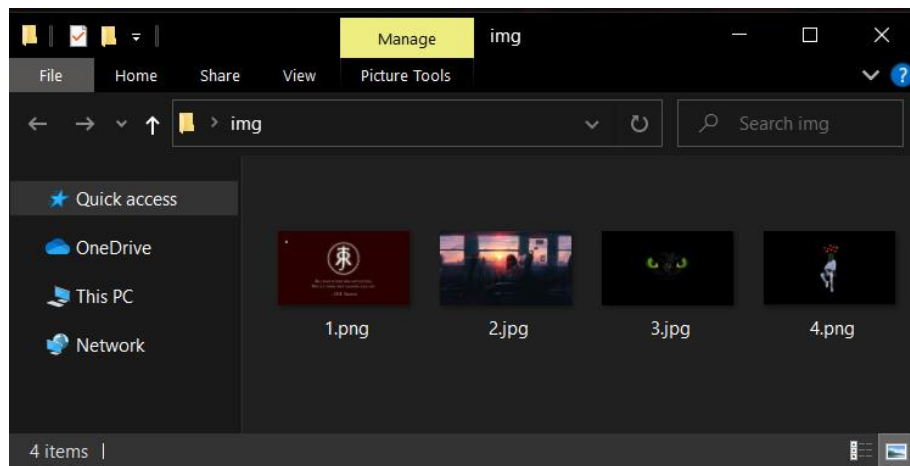 Manage img
File Home Share View Picture Tools
img
Search img
Quick access
OneDrive
This PC
Network
1.png 2.jpg 3.jpg 4.png
4 items